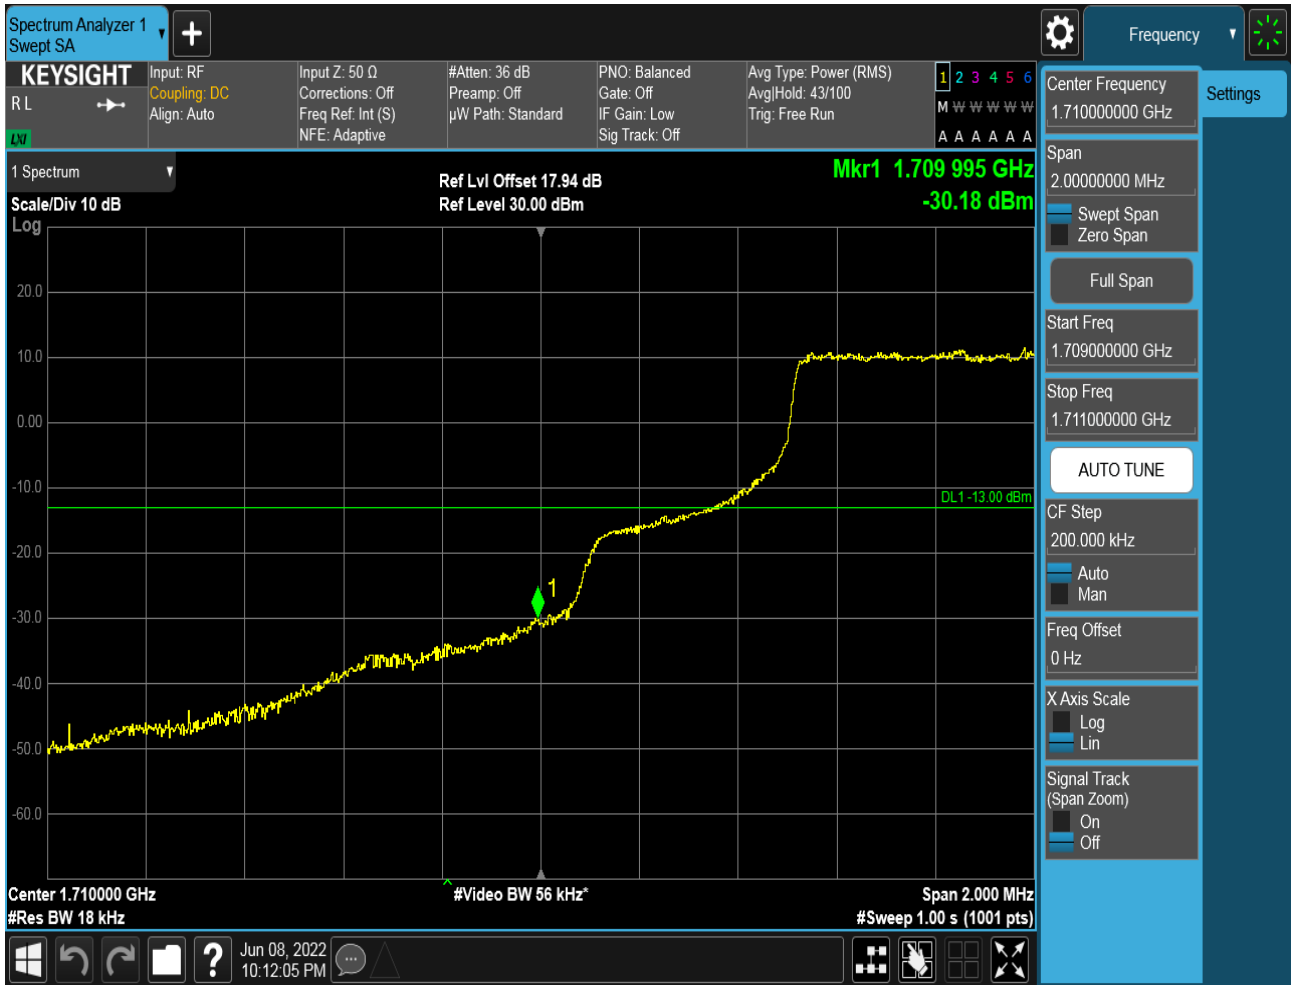 Spectrum Analyzer 1
Swept SA
Frequency
KEYSIGHT
R L
LXI
Input: RF
Coupling: DC
Align: Auto
Input Z: 50 Ω
Corrections: Off
Freq Ref: Int (S)
NFE: Adaptive
#Atten: 36 dB
Preamp: Off
µW Path: Standard
PNO: Balanced
Gate: Off
IF Gain: Low
Sig Track: Off
Avg Type: Power (RMS)
Avg|Hold: 43/100
Trig: Free Run
1 2 3 4 5 6
M W W W W W
A A A A A A
Center Frequency
1.710000000 GHz
Settings
1 Spectrum
Scale/Div 10 dB
Log
Ref Lvl Offset 17.94 dB
Ref Level 30.00 dBm
Mkr1 1.709 995 GHz
-30.18 dBm
20.0
10.0
0.00
-10.0
-20.0
-30.0
-40.0
-50.0
-60.0
DL1 -13.00 dBm
1
Center 1.710000 GHz
#Res BW 18 kHz
#Video BW 56 kHz*
Span 2.000 MHz
#Sweep 1.00 s (1001 pts)
Span
2.00000000 MHz
Swept Span
Zero Span
Full Span
Start Freq
1.709000000 GHz
Stop Freq
1.711000000 GHz
AUTO TUNE
CF Step
200.000 kHz
Auto
Man
Freq Offset
0 Hz
X Axis Scale
Log
Lin
Signal Track
(Span Zoom)
On
Off
?
Jun 08, 2022
10:12:05 PM